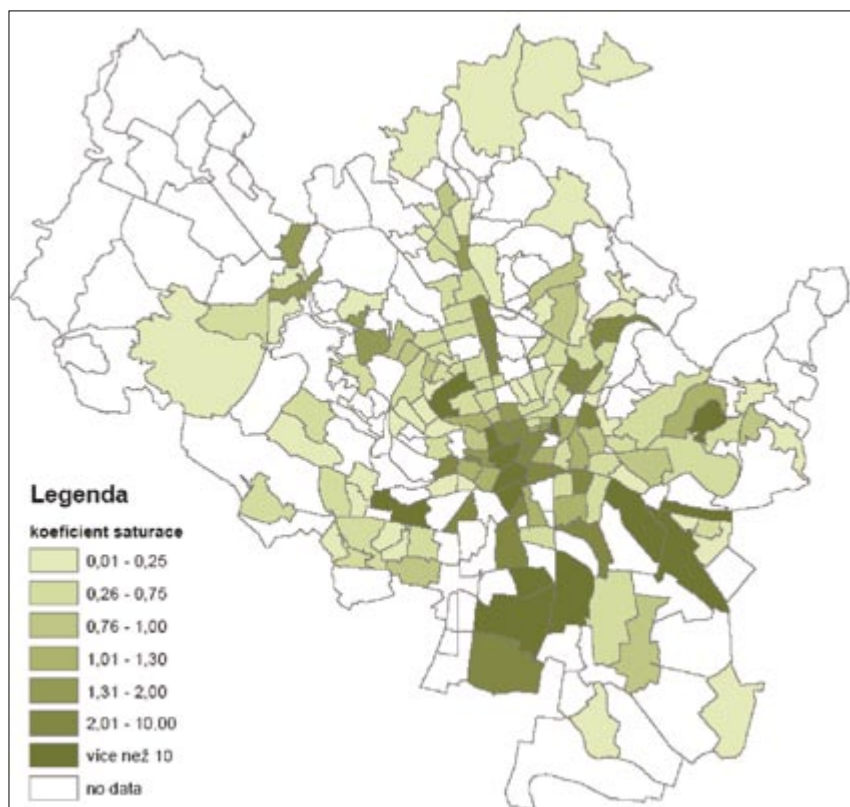 Legenda
koeficient saturace
0,01 - 0,25
0,26 - 0,75
0,76 - 1,00
1,01 - 1,30
1,31 - 2,00
2,01 - 10,00
více než 10
no data